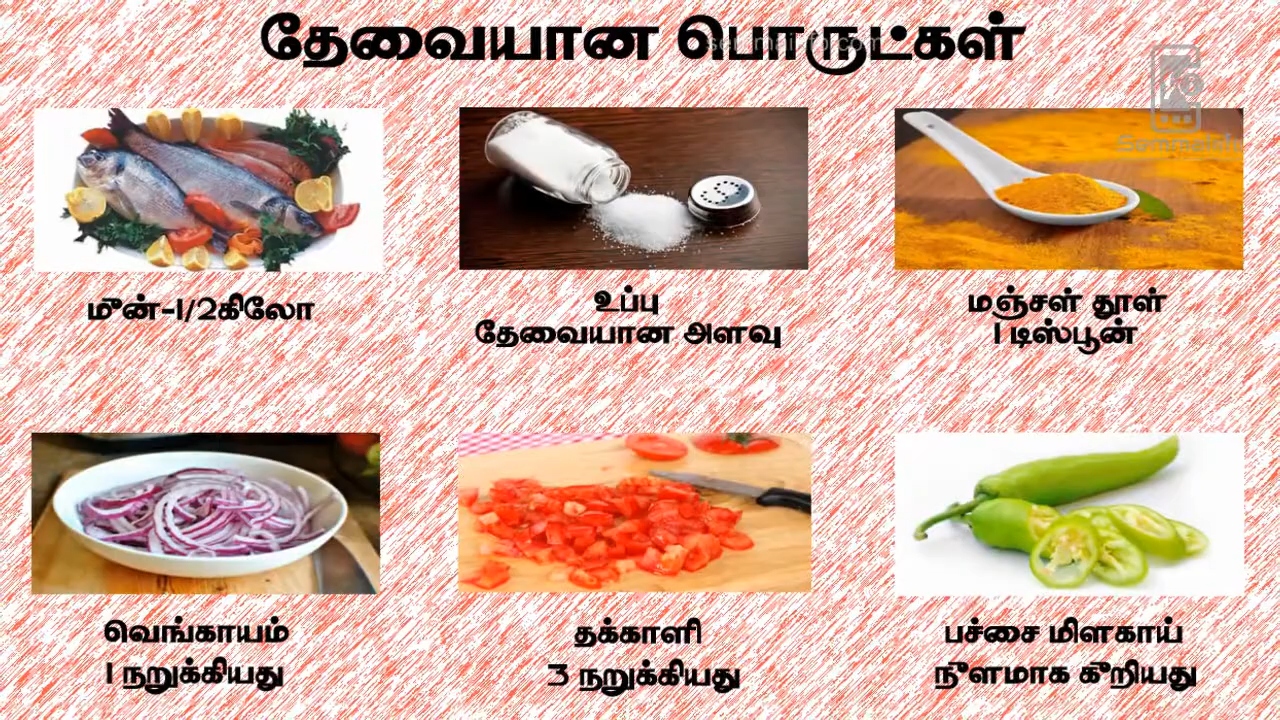 தேவையான பொருட்கள்
மீன்-1/2கிலோ
உப்பு
தேவையான அளவு
மஞ்சள் தூள்
1 டிஸ்பூன்
வெங்காயம்
1 நறுக்கியது
தக்காளி
3 நறுக்கியது
பச்சை மிளகாய்
நீளமாக கீறியது